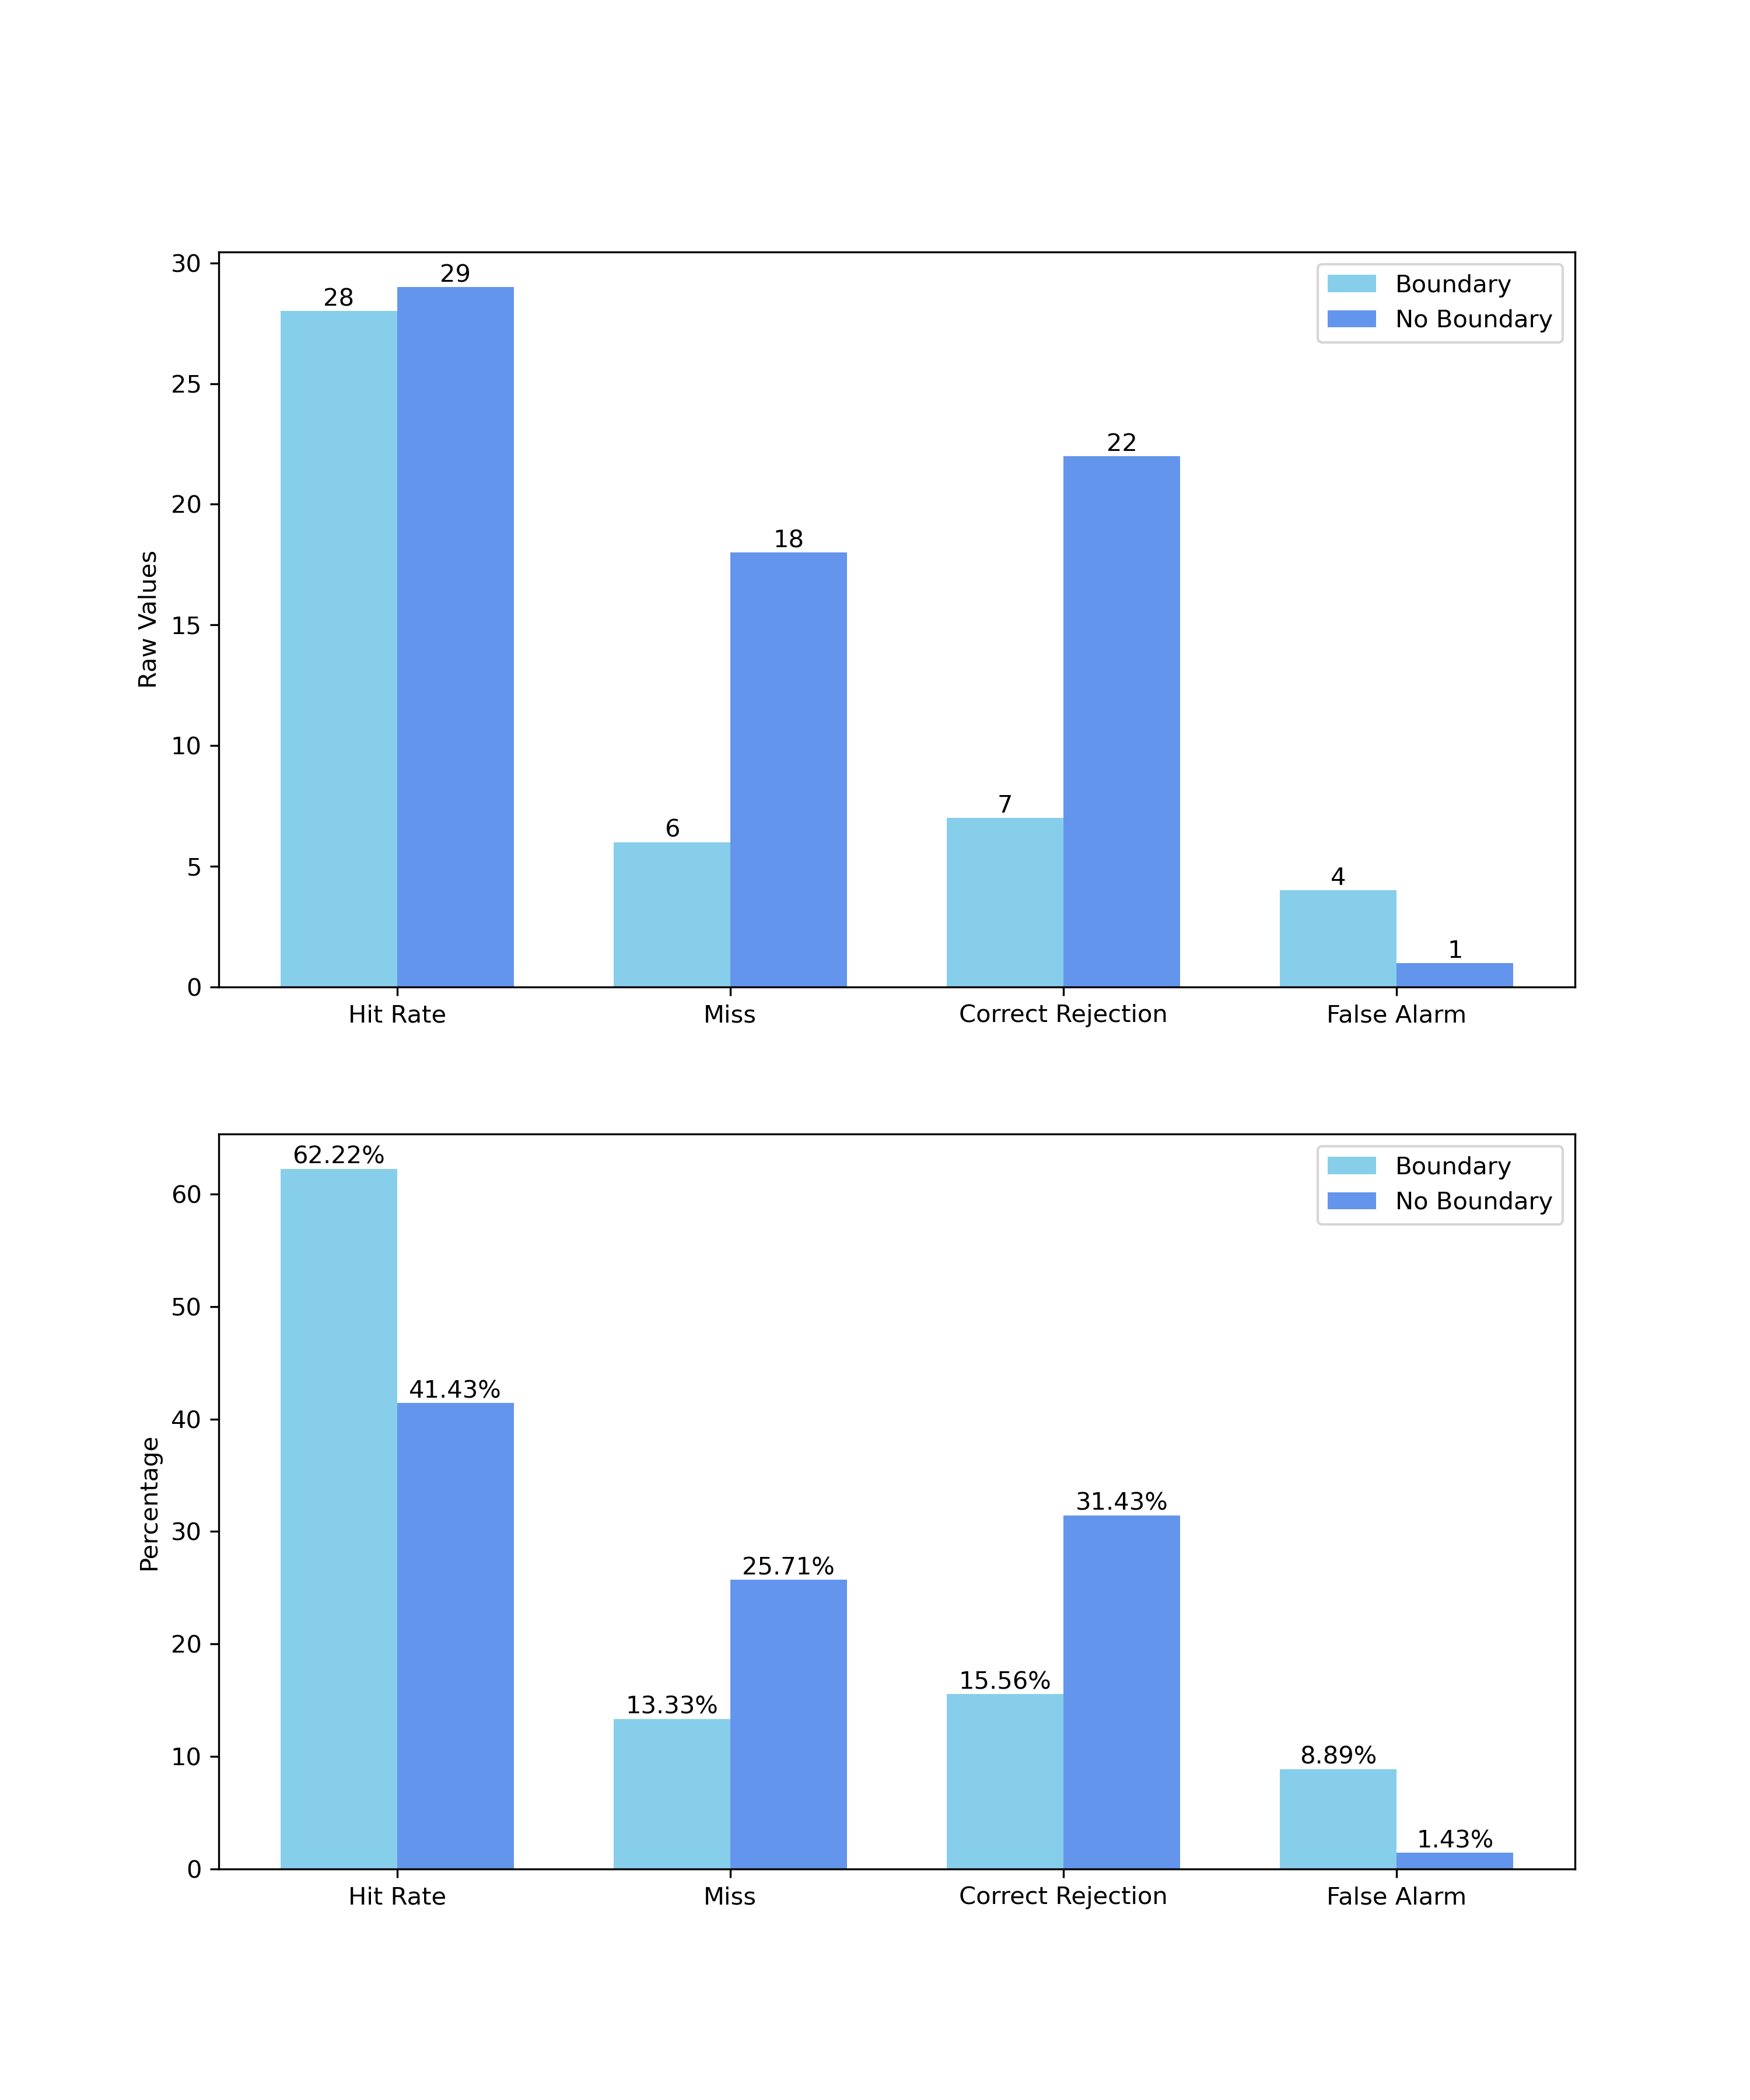 30
25
20
15
10
5
0
Raw Values
28
29
6
18
7
22
4
1
Boundary
No Boundary
Hit Rate
Miss
Correct Rejection
False Alarm
60
50
40
30
20
10
0
Percentage
62.22%
41.43%
13.33%
25.71%
15.56%
31.43%
8.89%
1.43%
Boundary
No Boundary
Hit Rate
Miss
Correct Rejection
False Alarm